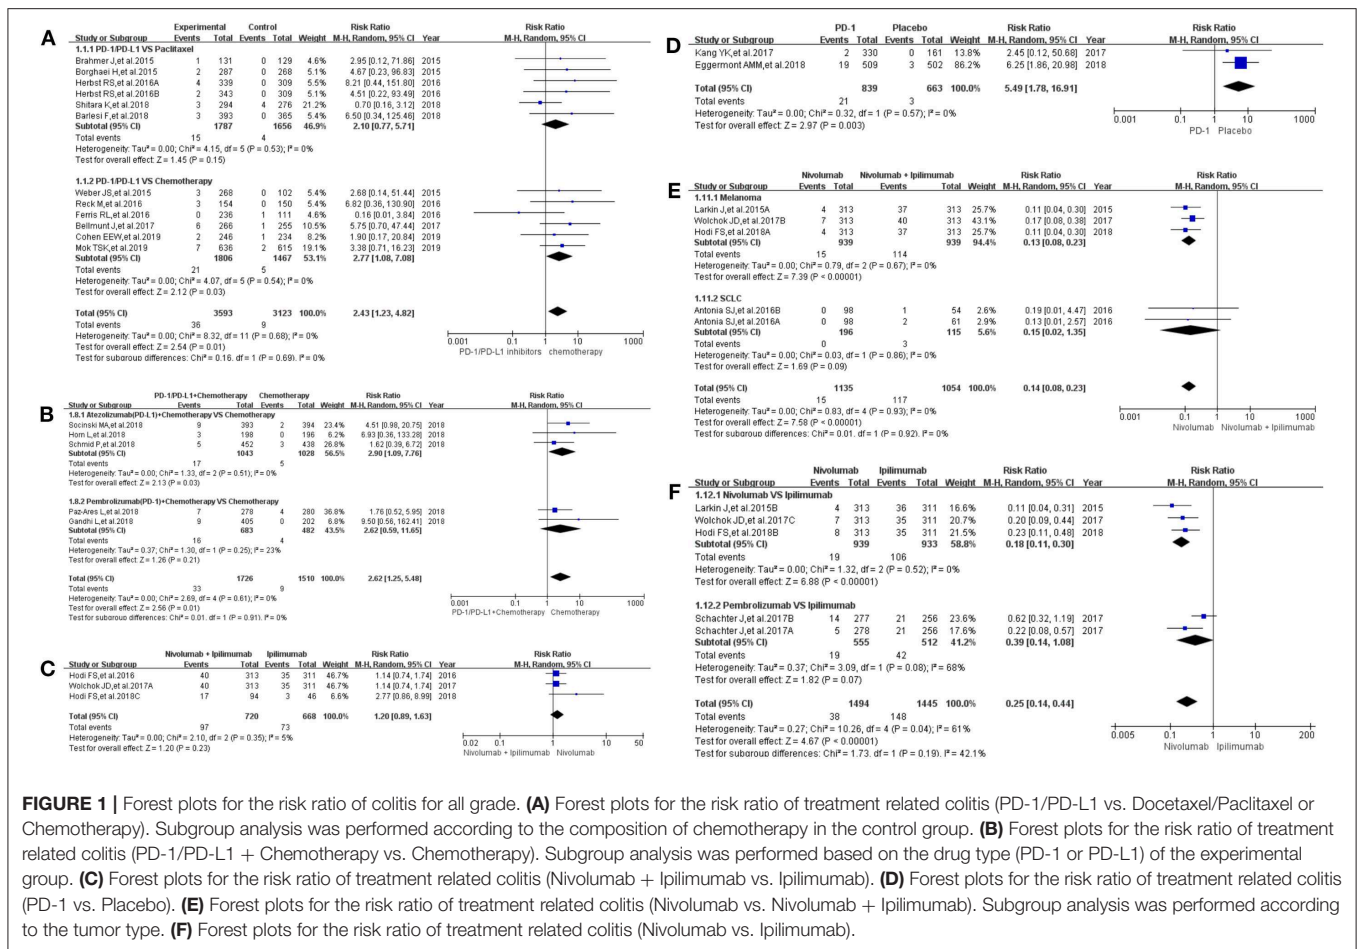 A
Experimental Control Risk Ratio Risk Ratio
Study or Subgroup Events Total Events Total Weight M-H, Random, 95% CI Year M-H, Random, 95% CI
1.1.1 PD-1/PD-L1 VS Paclitaxel
Brahmer J,et al.2015 1 131 0 129 4.6% 2.95 [0.12, 71.86] 2015
Borghaei H,et al.2015 2 287 0 268 5.1% 4.67 [0.23, 96.83] 2015
Herbst RS,et al.2016A 4 339 0 309 5.5% 8.21 [0.44, 151.80] 2016
Herbst RS,et al.2016B 2 343 0 309 5.1% 4.51 [0.22, 93.49] 2016
Shitara K,et al.2018 3 294 4 276 21.2% 0.70 [0.16, 3.12] 2018
Barlesi F,et al.2018 3 393 0 365 5.4% 6.50 [0.34, 125.46] 2018
Subtotal (95% CI) 1787 1656 46.9% 2.10 [0.77, 5.71]
Total events 15 4
Heterogeneity: Tau² = 0.00; Chi² = 4.15, df = 5 (P = 0.53); I² = 0%
Test for overall effect: Z = 1.45 (P = 0.15)
1.1.2 PD-1/PD-L1 VS Chemotherapy
Weber JS,et al.2015 3 268 0 102 5.4% 2.68 [0.14, 51.44] 2015
Reck M,et al.2016 3 154 0 150 5.4% 6.82 [0.36, 130.90] 2016
Ferris RL,et al.2016 0 236 1 111 4.6% 0.16 [0.01, 3.84] 2016
Bellmunt J,et al.2017 6 266 1 255 10.5% 5.75 [0.70, 47.44] 2017
Cohen EEW,et al.2019 2 246 1 234 8.2% 1.90 [0.17, 20.84] 2019
Mok TSK,et al.2019 7 636 2 615 19.1% 3.38 [0.71, 16.23] 2019
Subtotal (95% CI) 1806 1467 53.1% 2.77 [1.08, 7.08]
Total events 21 5
Heterogeneity: Tau² = 0.00; Chi² = 4.07, df = 5 (P = 0.54); I² = 0%
Test for overall effect: Z = 2.12 (P = 0.03)
Total (95% CI) 3593 3123 100.0% 2.43 [1.23, 4.82]
Total events 36 9
Heterogeneity: Tau² = 0.00; Chi² = 8.32, df = 11 (P = 0.68); I² = 0%
Test for overall effect: Z = 2.54 (P = 0.01)
Test for subgroup differences: Chi² = 0.16, df = 1 (P = 0.69), I² = 0%
0.001 0.1 1 10 1000
PD-1/PD-L1 inhibitors chemotherapy
B
PD-1/PD-L1+Chemotherapy Chemotherapy Risk Ratio Risk Ratio
Study or Subgroup Events Total Events Total Weight M-H, Random, 95% CI Year M-H, Random, 95% CI
1.8.1 Atezolizumab(PD-L1)+Chemotherapy VS Chemotherapy
Socinski MA,et al.2018 9 393 2 394 23.4% 4.51 [0.98, 20.75] 2018
Horn L,et al.2018 3 198 0 196 6.2% 6.93 [0.36, 133.28] 2018
Schmid P,et al.2018 5 452 3 438 26.8% 1.62 [0.39, 6.72] 2018
Subtotal (95% CI) 1043 1028 56.5% 2.90 [1.09, 7.76]
Total events 17 5
Heterogeneity: Tau² = 0.00; Chi² = 1.33, df = 2 (P = 0.51); I² = 0%
Test for overall effect: Z = 2.13 (P = 0.03)
1.8.2 Pembrolizumab(PD-1)+Chemotherapy VS Chemotherapy
Paz-Ares L,et al.2018 7 278 4 280 36.8% 1.76 [0.52, 5.95] 2018
Gandhi L,et al.2018 9 405 0 202 6.8% 9.50 [0.56, 162.41] 2018
Subtotal (95% CI) 683 482 43.5% 2.62 [0.59, 11.65]
Total events 16 4
Heterogeneity: Tau² = 0.37; Chi² = 1.30, df = 1 (P = 0.25); I² = 23%
Test for overall effect: Z = 1.26 (P = 0.21)
Total (95% CI) 1726 1510 100.0% 2.62 [1.25, 5.48]
Total events 33 9
Heterogeneity: Tau² = 0.00; Chi² = 2.69, df = 4 (P = 0.61); I² = 0%
Test for overall effect: Z = 2.56 (P = 0.01)
Test for subgroup differences: Chi² = 0.01, df = 1 (P = 0.91), I² = 0%
0.001 0.1 1 10 1000
PD-1/PD-L1+Chemotherapy Chemotherapy
C
Nivolumab + Ipilimumab Ipilimumab Risk Ratio Risk Ratio
Study or Subgroup Events Total Events Total Weight M-H, Random, 95% CI Year M-H, Random, 95% CI
Hodi FS,et al.2016 40 313 35 311 46.7% 1.14 [0.74, 1.74] 2016
Wolchok JD,et al.2017A 40 313 35 311 46.7% 1.14 [0.74, 1.74] 2017
Hodi FS,et al.2018C 17 94 3 46 6.6% 2.77 [0.86, 8.99] 2018
Total (95% CI) 720 668 100.0% 1.20 [0.89, 1.63]
Total events 97 73
Heterogeneity: Tau² = 0.00; Chi² = 2.10, df = 2 (P = 0.35); I² = 5%
Test for overall effect: Z = 1.20 (P = 0.23)
0.02 0.1 1 10 50
Nivolumab + Ipilimumab Nivolumab
D
PD-1 Placebo Risk Ratio Risk Ratio
Study or Subgroup Events Total Events Total Weight M-H, Random, 95% CI Year M-H, Random, 95% CI
Kang YK,et al.2017 2 330 0 161 13.8% 2.45 [0.12, 50.68] 2017
Eggermont AMM,et al.2018 19 509 3 502 86.2% 6.25 [1.86, 20.98] 2018
Total (95% CI) 839 663 100.0% 5.49 [1.78, 16.91]
Total events 21 3
Heterogeneity: Tau² = 0.00; Chi² = 0.32, df = 1 (P = 0.57); I² = 0%
Test for overall effect: Z = 2.97 (P = 0.003)
0.001 0.1 1 10 1000
PD-1 Placebo
E
Nivolumab Nivolumab + Ipilimumab Risk Ratio Risk Ratio
Study or Subgroup Events Total Events Total Weight M-H, Random, 95% CI Year M-H, Random, 95% CI
1.11.1 Melanoma
Larkin J,et al.2015A 4 313 37 313 25.7% 0.11 [0.04, 0.30] 2015
Wolchok JD,et al.2017B 7 313 40 313 43.1% 0.17 [0.08, 0.38] 2017
Hodi FS,et al.2018A 4 313 37 313 25.7% 0.11 [0.04, 0.30] 2018
Subtotal (95% CI) 939 939 94.4% 0.13 [0.08, 0.23]
Total events 15 114
Heterogeneity: Tau² = 0.00; Chi² = 0.79, df = 2 (P = 0.67); I² = 0%
Test for overall effect: Z = 7.39 (P < 0.00001)
1.11.2 SCLC
Antonia SJ,et al.2016B 0 98 1 54 2.6% 0.19 [0.01, 4.47] 2016
Antonia SJ,et al.2016A 0 98 2 61 2.9% 0.13 [0.01, 2.57] 2016
Subtotal (95% CI) 196 115 5.6% 0.15 [0.02, 1.35]
Total events 0 3
Heterogeneity: Tau² = 0.00; Chi² = 0.03, df = 1 (P = 0.86); I² = 0%
Test for overall effect: Z = 1.69 (P = 0.09)
Total (95% CI) 1135 1054 100.0% 0.14 [0.08, 0.23]
Total events 15 117
Heterogeneity: Tau² = 0.00; Chi² = 0.83, df = 4 (P = 0.93); I² = 0%
Test for overall effect: Z = 7.58 (P < 0.00001)
Test for subgroup differences: Chi² = 0.01, df = 1 (P = 0.92), I² = 0%
0.001 0.1 1 10 1000
Nivolumab Nivolumab + Ipilimumab
F
Nivolumab Ipilimumab Risk Ratio Risk Ratio
Study or Subgroup Events Total Events Total Weight M-H, Random, 95% CI Year M-H, Random, 95% CI
1.12.1 Nivolumab VS Ipilimumab
Larkin J,et al.2015B 4 313 36 311 16.6% 0.11 [0.04, 0.31] 2015
Wolchok JD,et al.2017C 7 313 35 311 20.7% 0.20 [0.09, 0.44] 2017
Hodi FS,et al.2018B 8 313 35 311 21.5% 0.23 [0.11, 0.48] 2018
Subtotal (95% CI) 939 933 58.8% 0.18 [0.11, 0.30]
Total events 19 106
Heterogeneity: Tau² = 0.00; Chi² = 1.32, df = 2 (P = 0.52); I² = 0%
Test for overall effect: Z = 6.88 (P < 0.00001)
1.12.2 Pembrolizumab VS Ipilimumab
Schachter J,et al.2017B 14 277 21 256 23.6% 0.62 [0.32, 1.19] 2017
Schachter J,et al.2017A 5 278 21 256 17.6% 0.22 [0.08, 0.57] 2017
Subtotal (95% CI) 555 512 41.2% 0.39 [0.14, 1.08]
Total events 19 42
Heterogeneity: Tau² = 0.37; Chi² = 3.09, df = 1 (P = 0.08); I² = 68%
Test for overall effect: Z = 1.82 (P = 0.07)
Total (95% CI) 1494 1445 100.0% 0.25 [0.14, 0.44]
Total events 38 148
Heterogeneity: Tau² = 0.27; Chi² = 10.26, df = 4 (P = 0.04); I² = 61%
Test for overall effect: Z = 4.67 (P < 0.00001)
Test for subgroup differences: Chi² = 1.73, df = 1 (P = 0.19), I² = 42.1%
0.005 0.1 1 10 200
Nivolumab Ipilimumab
FIGURE 1 | Forest plots for the risk ratio of colitis for all grade. (A) Forest plots for the risk ratio of treatment related colitis (PD-1/PD-L1 vs. Docetaxel/Paclitaxel or
Chemotherapy). Subgroup analysis was performed according to the composition of chemotherapy in the control group. (B) Forest plots for the risk ratio of treatment
related colitis (PD-1/PD-L1 + Chemotherapy vs. Chemotherapy). Subgroup analysis was performed based on the drug type (PD-1 or PD-L1) of the experimental
group. (C) Forest plots for the risk ratio of treatment related colitis (Nivolumab + Ipilimumab vs. Ipilimumab). (D) Forest plots for the risk ratio of treatment related colitis
(PD-1 vs. Placebo). (E) Forest plots for the risk ratio of treatment related colitis (Nivolumab vs. Nivolumab + Ipilimumab). Subgroup analysis was performed according
to the tumor type. (F) Forest plots for the risk ratio of treatment related colitis (Nivolumab vs. Ipilimumab).